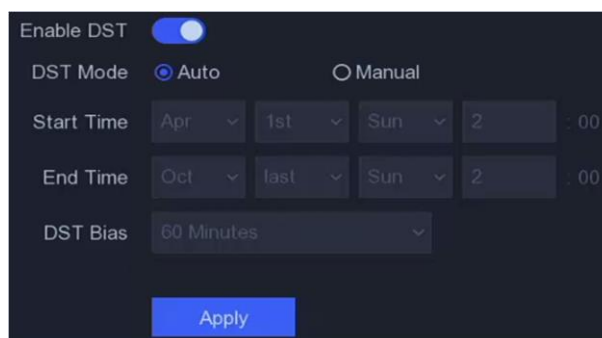 Enable DST
DST Mode Auto Manual
Start Time Apr 1st Sun 2 : 00
End Time Oct last Sun 2 : 00
DST Bias 60 Minutes
Apply